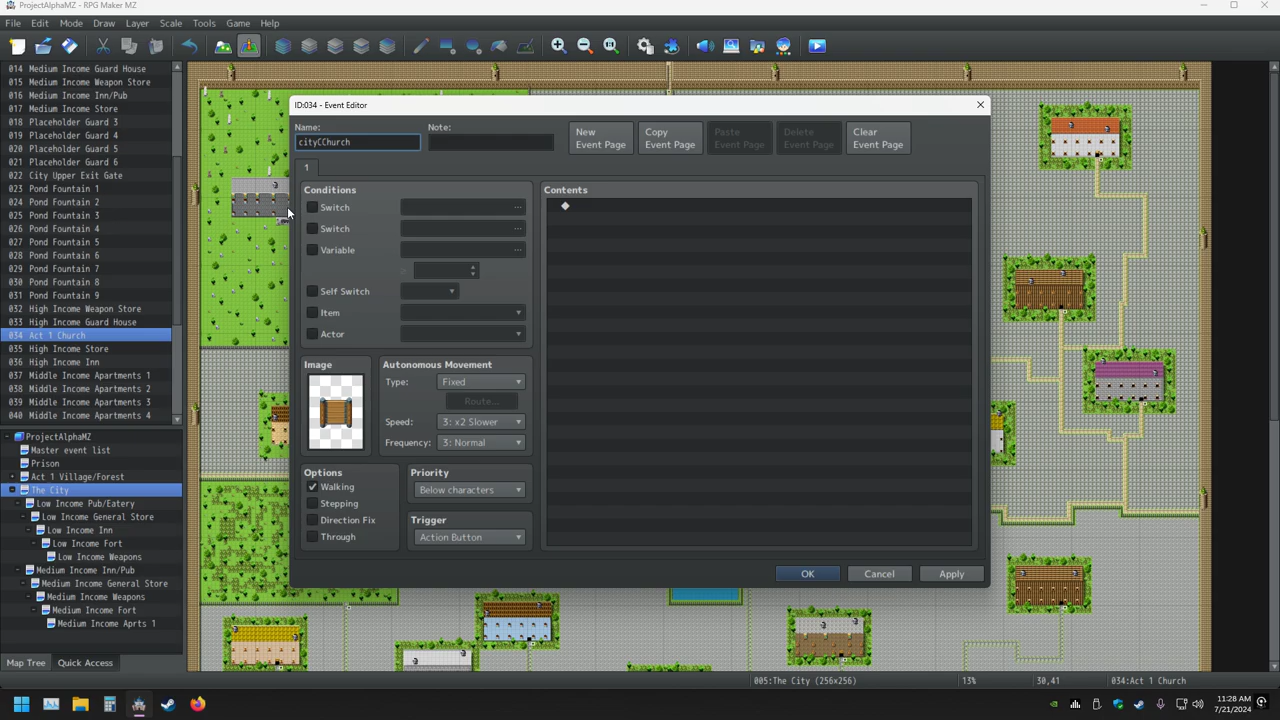 ProjectAlphaMZ - RPG Maker MZ
File Edit Mode Draw Layer Scale Tools Game Help
014 Medium Income Guard House
015 Medium Income Weapon Store
016 Medium Income Inn/Pub
017 Medium Income Store
018 Placeholder Guard 3
019 Placeholder Guard 4
020 Placeholder Guard 5
021 Placeholder Guard 6
022 City Upper Exit Gate
023 Pond Fountain 1
024 Pond Fountain 2
025 Pond Fountain 3
026 Pond Fountain 4
027 Pond Fountain 5
028 Pond Fountain 6
029 Pond Fountain 7
030 Pond Fountain 8
031 Pond Fountain 9
032 High Income Weapon Store
033 High Income Guard House
034 Act 1 Church
035 High Income Store
036 High Income Inn
037 Middle Income Apartments 1
038 Middle Income Apartments 2
039 Middle Income Apartments 3
040 Middle Income Apartments 4
ProjectAlphaMZ
Master event list
Prison
Act 1 Village/Forest
The City
Low Income Pub/Eatery
Low Income General Store
Low Income Inn
Low Income Fort
Low Income Weapons
Medium Income Inn/Pub
Medium Income General Store
Medium Income Weapons
Medium Income Fort
Medium Income Aprts 1
Map Tree Quick Access
ID:034 - Event Editor
Name: Note:
cityCChurch
New Event Page
Copy Event Page
Paste Event Page
Delete Event Page
Clear Event Page
1
Conditions
Switch ...
Switch ...
Variable ...
≥
Self Switch
Item
Actor
Image
Autonomous Movement
Type: Fixed
Route...
Speed: 3: x2 Slower
Frequency: 3: Normal
Options
Walking
Stepping
Direction Fix
Through
Priority
Below characters
Trigger
Action Button
Contents
OK Cancel Apply
005:The City (256x256) 13% 30,41 034:Act 1 Church
11:28 AM
7/21/2024